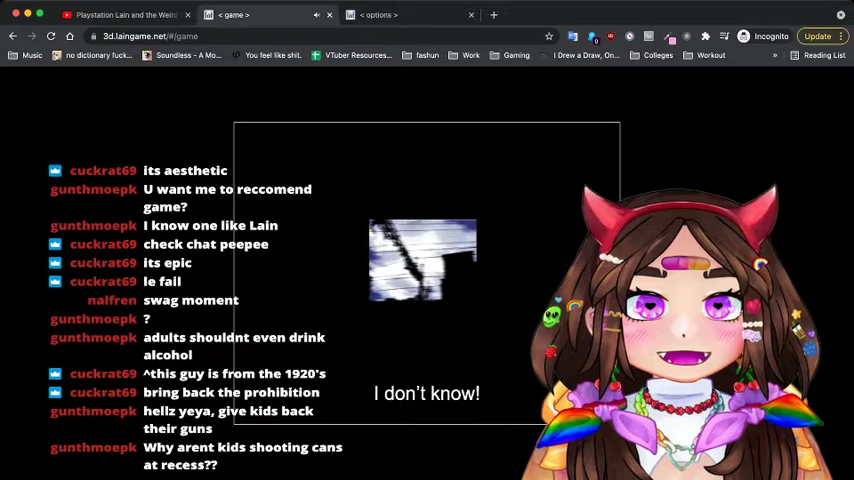 Playstation Lain and the Weird
< game >
< options >
3d.laingame.net/#/game
Incognito
Update
Music
no dictionary fuck...
Soundless - A Mo...
You feel like shit.
VTuber Resources...
fashun
Work
Gaming
I Drew a Draw, On...
Colleges
Workout
»
Reading List
cuckrat69 its aesthetic
gunthmoepk U want me to reccomend
game?
gunthmoepk I know one like Lain
cuckrat69 check chat peepee
cuckrat69 its epic
cuckrat69 le fail
nalfren swag moment
gunthmoepk ?
gunthmoepk adults shouldnt even drink
alcohol
cuckrat69 ^this guy is from the 1920's
cuckrat69 bring back the prohibition
gunthmoepk hellz yeya, give kids back
their guns
gunthmoepk Why arent kids shooting cans
at recess??
I don't know!